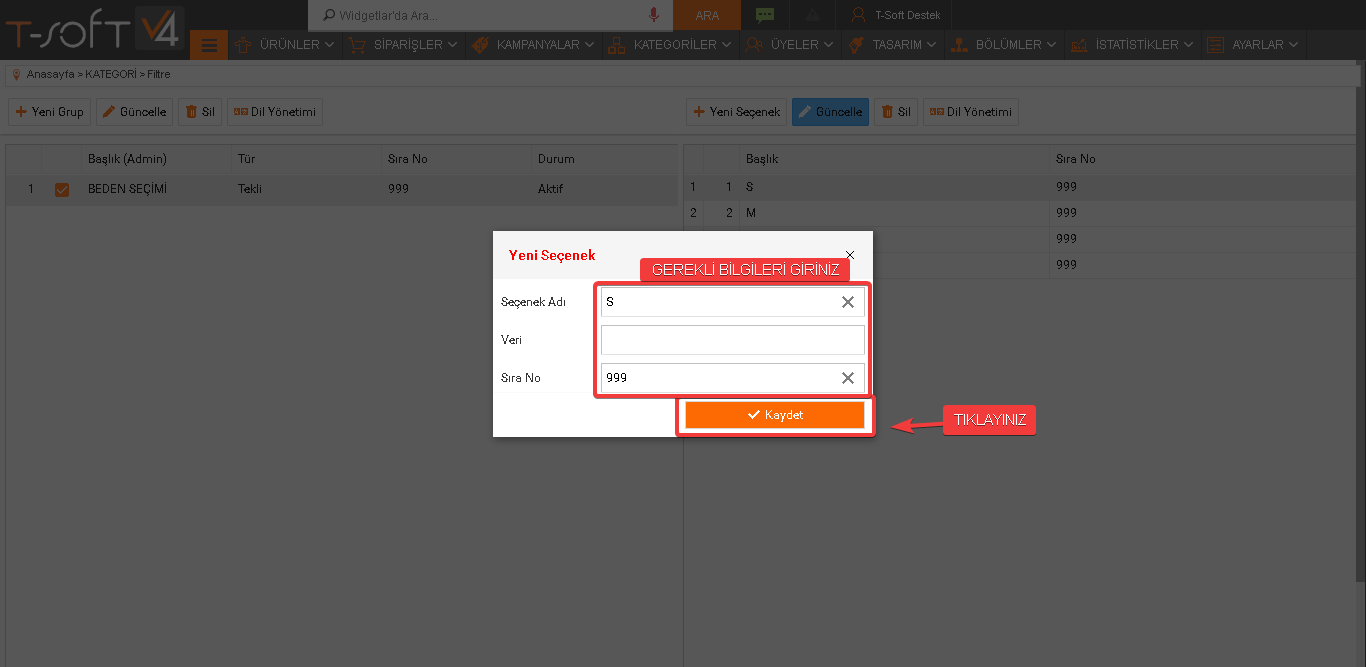 T-SOFT V4
Widgetlar'da Ara...
ARA
T-Soft Destek
ÜRÜNLER
SİPARİŞLER
KAMPANYALAR
KATEGORİLER
ÜYELER
TASARIM
BÖLÜMLER
İSTATİSTİKLER
AYARLAR
Anasayfa > KATEGORİ > Filtre
Yeni Grup Güncelle Sil Dil Yönetimi
Yeni Seçenek Güncelle Sil Dil Yönetimi
Başlık (Admin) Tür Sıra No Durum
1 BEDEN SEÇİMİ Tekli 999 Aktif
Başlık Sıra No
1 1 S 999
2 2 M 999
999
999
Yeni Seçenek
GEREKLİ BİLGİLERİ GİRİNİZ
Seçenek Adı S
Veri
Sıra No 999
Kaydet
TIKLAYINIZ